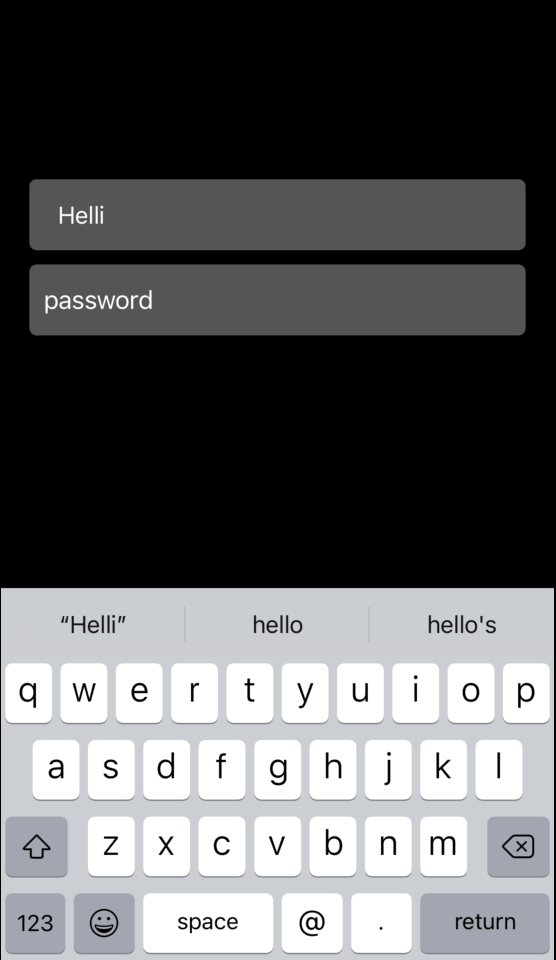 Helli
password
“Helli” hello hello's
q w e r t y u i o p
a s d f g h j k l
z x c v b n m
123 space @ . return